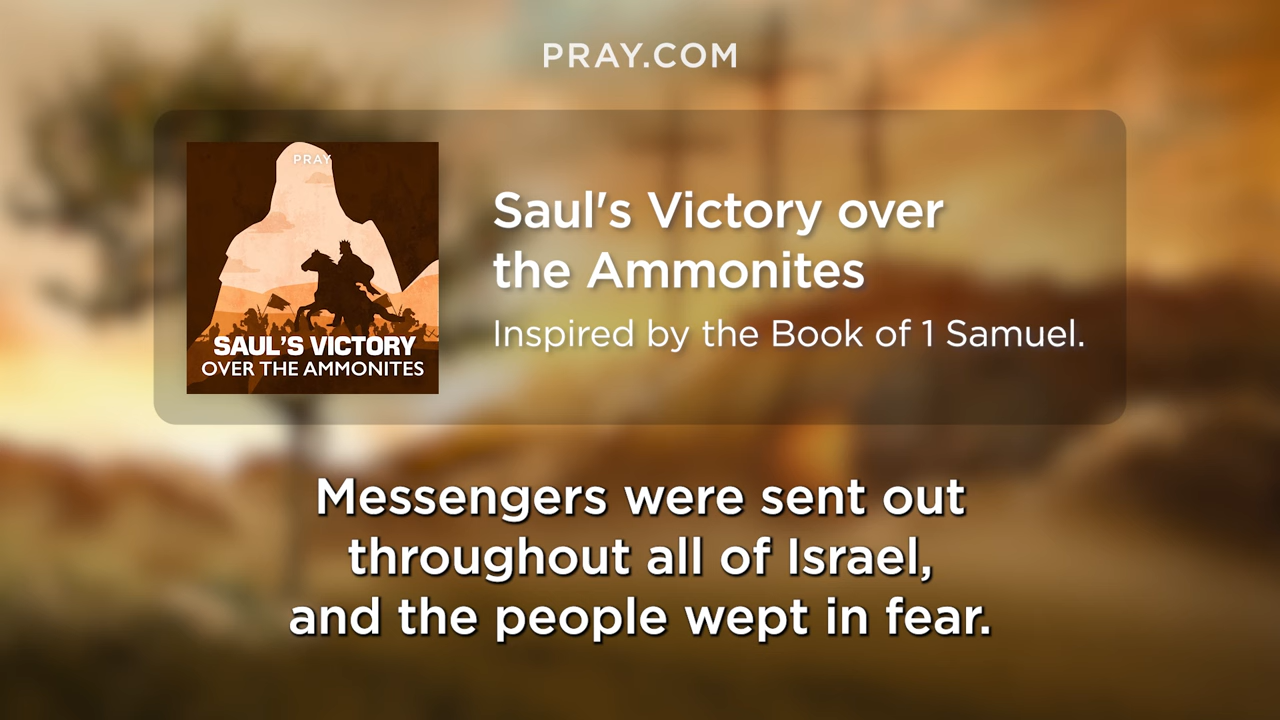 PRAY.COM
PRAY
SAUL'S VICTORY
OVER THE AMMONITES
Saul's Victory over
the Ammonites
Inspired by the Book of 1 Samuel.
Messengers were sent out
throughout all of Israel,
and the people wept in fear.